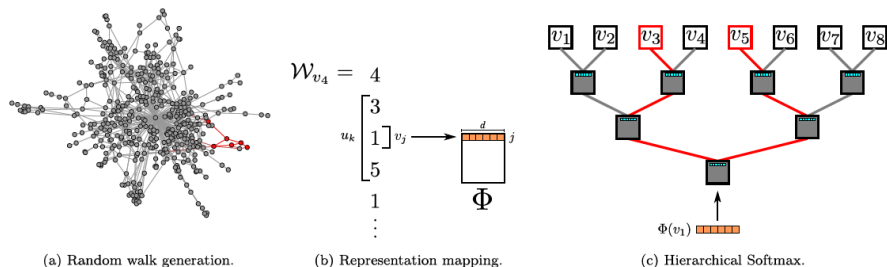 𝒲v₄ = 4
3
uₖ 1 vⱼ
5
1
⋮
d
j
Φ
v₁ v₂ v₃ v₄ v₅ v₆ v₇ v₈
Φ(v₁)
(a) Random walk generation.
(b) Representation mapping.
(c) Hierarchical Softmax.